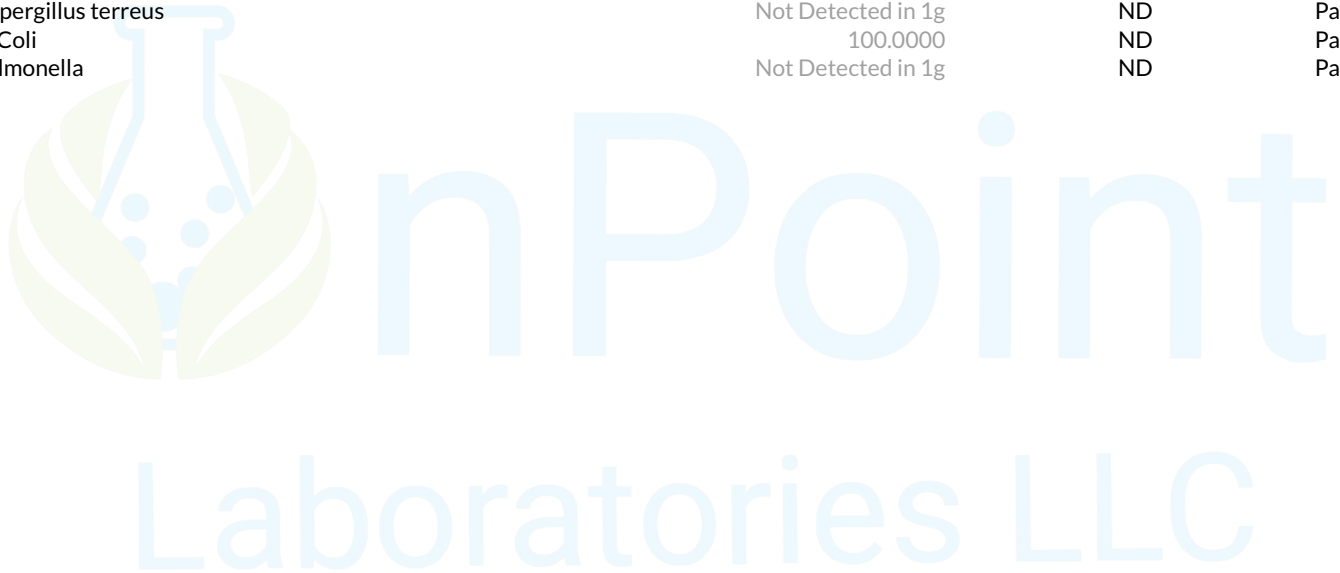 pergillus terreus Not Detected in 1g ND Pa
Coli 100.0000 ND Pa
lmonella Not Detected in 1g ND Pa
nPoint
Laboratories LLC